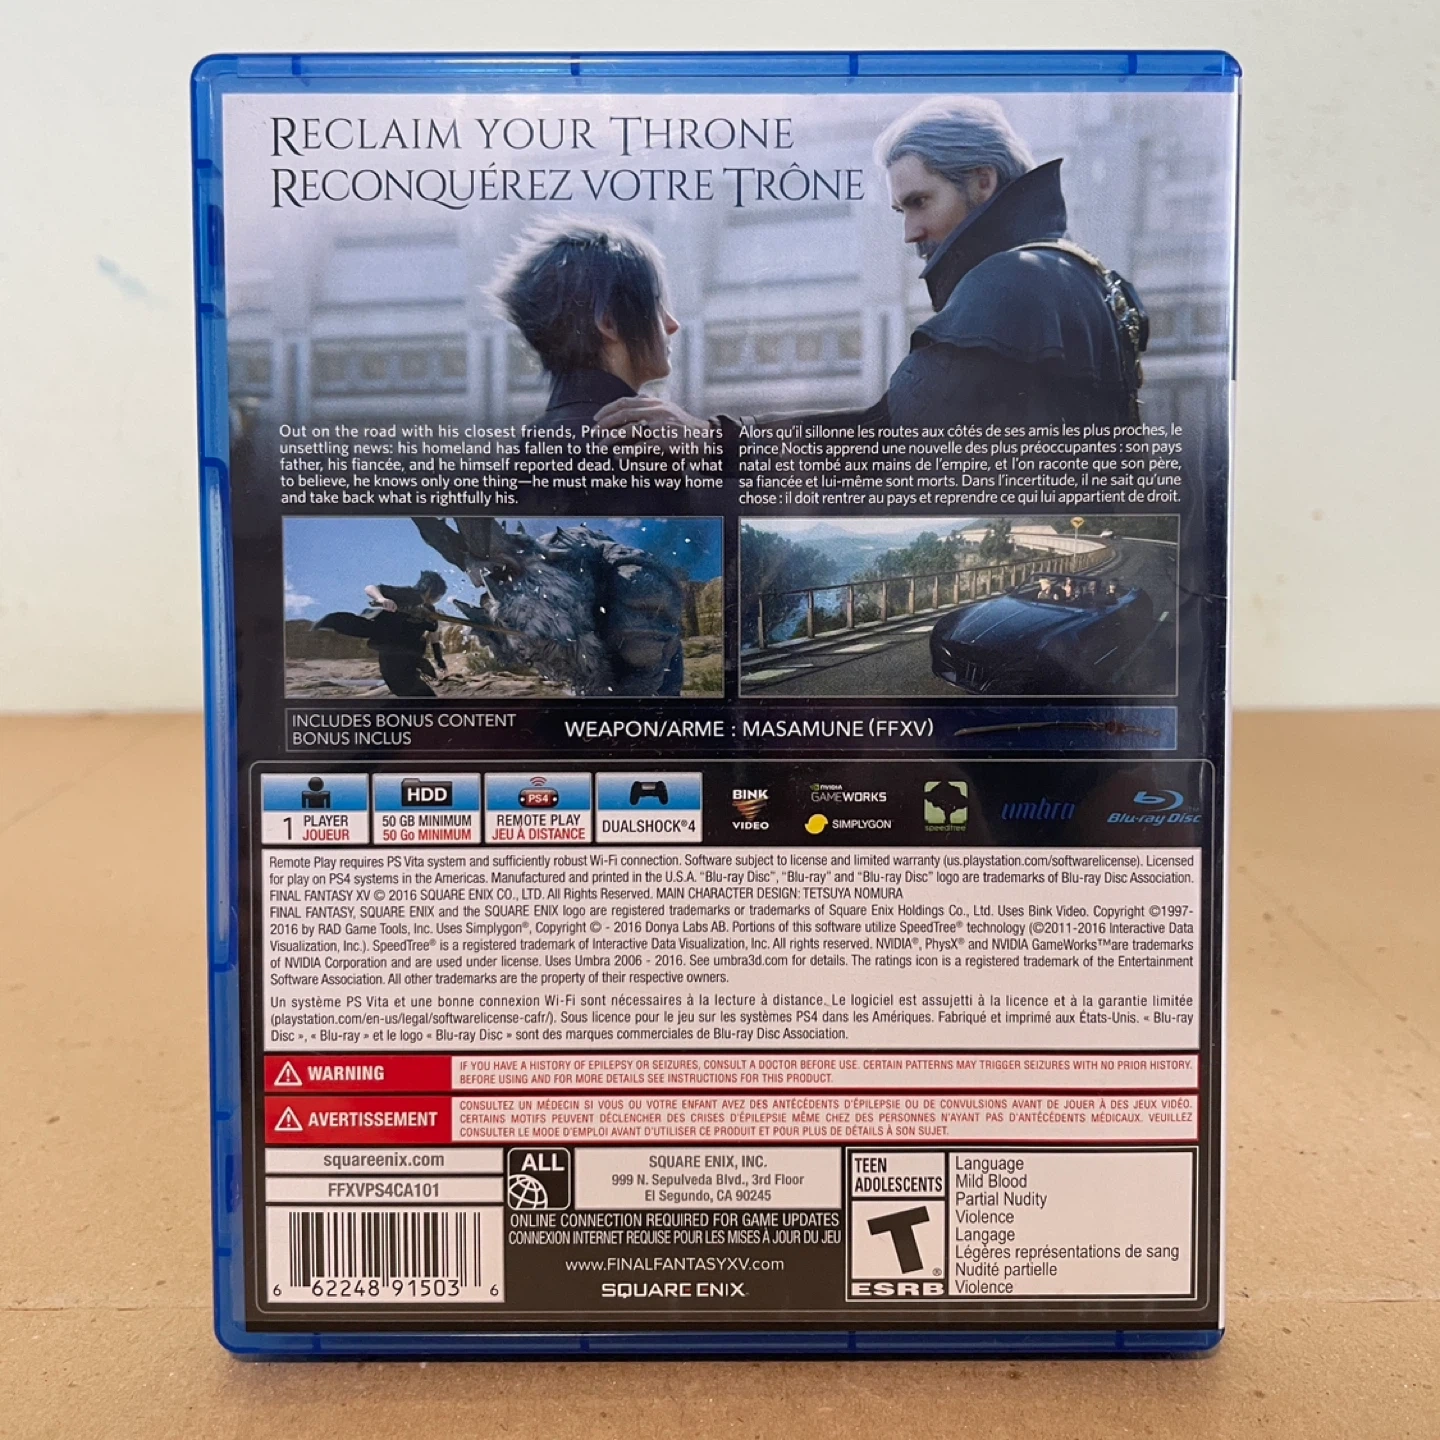 RECLAIM YOUR THRONE
RECONQUÉREZ VOTRE TRÔNE
Out on the road with his closest friends, Prince Noctis hears
unsettling news: his homeland has fallen to the empire, with his
father, his fiancée, and he himself reported dead. Unsure of what
to believe, he knows only one thing—he must make his way home
and take back what is rightfully his.
Alors qu'il sillonne les routes aux côtés de ses amis les plus proches, le
prince Noctis apprend une nouvelle des plus préoccupantes : son pays
natal est tombé aux mains de l'empire, et l'on raconte que son père,
sa fiancée et lui-même sont morts. Dans l'incertitude, il ne sait qu'une
chose : il doit rentrer au pays et reprendre ce qui lui appartient de droit.
INCLUDES BONUS CONTENT
BONUS INCLUS
WEAPON/ARME : MASAMUNE (FFXV)
1 PLAYER
JOUEUR
HDD
50 GB MINIMUM
50 Go MINIMUM
PS4
REMOTE PLAY
JEU À DISTANCE
DUALSHOCK®4
BINK
VIDEO
NVIDIA
GAMEWORKS
SIMPLYGON
speedtree
umbra
Blu-ray Disc
Remote Play requires PS Vita system and sufficiently robust Wi-Fi connection. Software subject to license and limited warranty (us.playstation.com/softwarelicense). Licensed
for play on PS4 systems in the Americas. Manufactured and printed in the U.S.A. "Blu-ray Disc", "Blu-ray" and "Blu-ray Disc" logo are trademarks of Blu-ray Disc Association.
FINAL FANTASY XV © 2016 SQUARE ENIX CO., LTD. All Rights Reserved. MAIN CHARACTER DESIGN: TETSUYA NOMURA
FINAL FANTASY, SQUARE ENIX and the SQUARE ENIX logo are registered trademarks or trademarks of Square Enix Holdings Co., Ltd. Uses Bink Video. Copyright ©1997-
2016 by RAD Game Tools, Inc. Uses Simplygon®, Copyright © - 2016 Donya Labs AB. Portions of this software utilize SpeedTree® technology (©2011-2016 Interactive Data
Visualization, Inc.). SpeedTree® is a registered trademark of Interactive Data Visualization, Inc. All rights reserved. NVIDIA®, PhysX® and NVIDIA GameWorks™are trademarks
of NVIDIA Corporation and are used under license. Uses Umbra 2006 - 2016. See umbra3d.com for details. The ratings icon is a registered trademark of the Entertainment
Software Association. All other trademarks are the property of their respective owners.
Un système PS Vita et une bonne connexion Wi-Fi sont nécessaires à la lecture à distance. Le logiciel est assujetti à la licence et à la garantie limitée
(playstation.com/en-us/legal/softwarelicense-cafr/). Sous licence pour le jeu sur les systèmes PS4 dans les Amériques. Fabriqué et imprimé aux États-Unis. « Blu-ray
Disc », « Blu-ray » et le logo « Blu-ray Disc » sont des marques commerciales de Blu-ray Disc Association.
WARNING
IF YOU HAVE A HISTORY OF EPILEPSY OR SEIZURES, CONSULT A DOCTOR BEFORE USE. CERTAIN PATTERNS MAY TRIGGER SEIZURES WITH NO PRIOR HISTORY.
BEFORE USING AND FOR MORE DETAILS SEE INSTRUCTIONS FOR THIS PRODUCT.
AVERTISSEMENT
CONSULTEZ UN MÉDECIN SI VOUS OU VOTRE ENFANT AVEZ DES ANTÉCÉDENTS D'ÉPILEPSIE OU DE CONVULSIONS AVANT DE JOUER À DES JEUX VIDÉO.
CERTAINS MOTIFS PEUVENT DÉCLENCHER DES CRISES D'ÉPILEPSIE MÊME CHEZ DES PERSONNES N'AYANT PAS D'ANTÉCÉDENTS MÉDICAUX. VEUILLEZ
CONSULTER LE MODE D'EMPLOI AVANT D'UTILISER CE PRODUIT ET POUR PLUS DE DÉTAILS À SON SUJET.
squareenix.com
FFXVPS4CA101
6 62248 91503 6
ALL
SQUARE ENIX, INC.
999 N. Sepulveda Blvd., 3rd Floor
El Segundo, CA 90245
ONLINE CONNECTION REQUIRED FOR GAME UPDATES
CONNEXION INTERNET REQUISE POUR LES MISES À JOUR DU JEU
www.FINALFANTASYXV.com
SQUARE ENIX
TEEN
ADOLESCENTS
T
®
ESRB
Language
Mild Blood
Partial Nudity
Violence
Langage
Légères représentations de sang
Nudité partielle
Violence